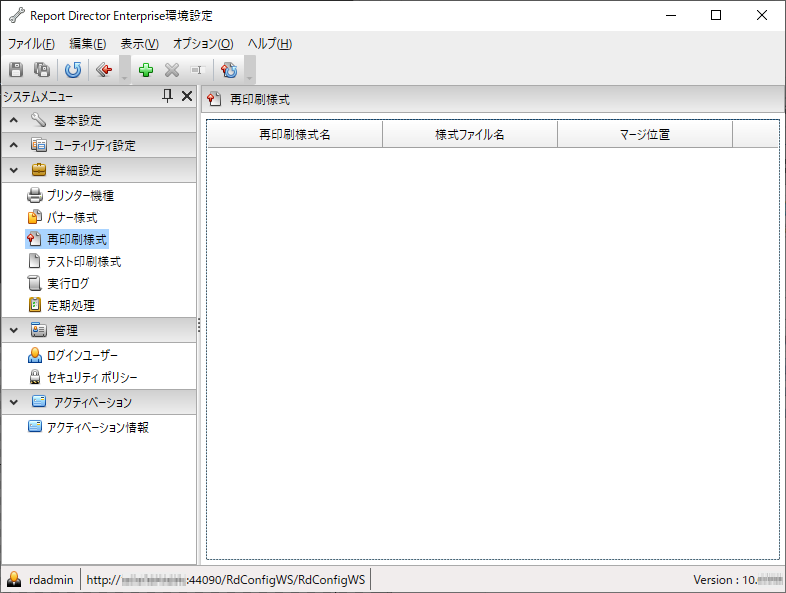 Report Director Enterprise環境設定
ファイル(F) 編集(E) 表示(V) オプション(O) ヘルプ(H)
システムメニュー
基本設定
ユーティリティ設定
詳細設定
プリンター機種
バナー様式
再印刷様式
テスト印刷様式
実行ログ
定期処理
管理
ログインユーザー
セキュリティ ポリシー
アクティベーション
アクティベーション情報
再印刷様式
再印刷様式名 様式ファイル名 マージ位置
rdadmin http:// :44090/RdConfigWS/RdConfigWS Version : 10.